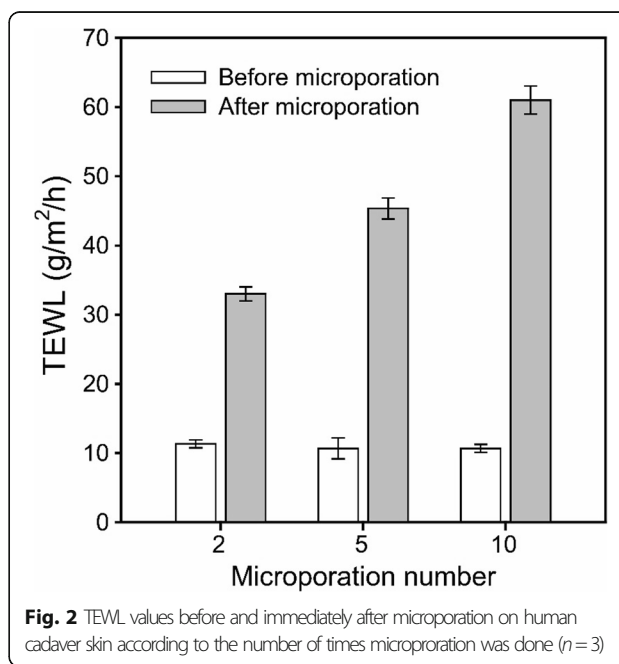 70
60
50
40
30
20
10
0
TEWL (g/m²/h)
Before microporation
After microporation
2 5 10
Microporation number
Fig. 2 TEWL values before and immediately after microporation on human
cadaver skin according to the number of times microproration was done (n = 3)